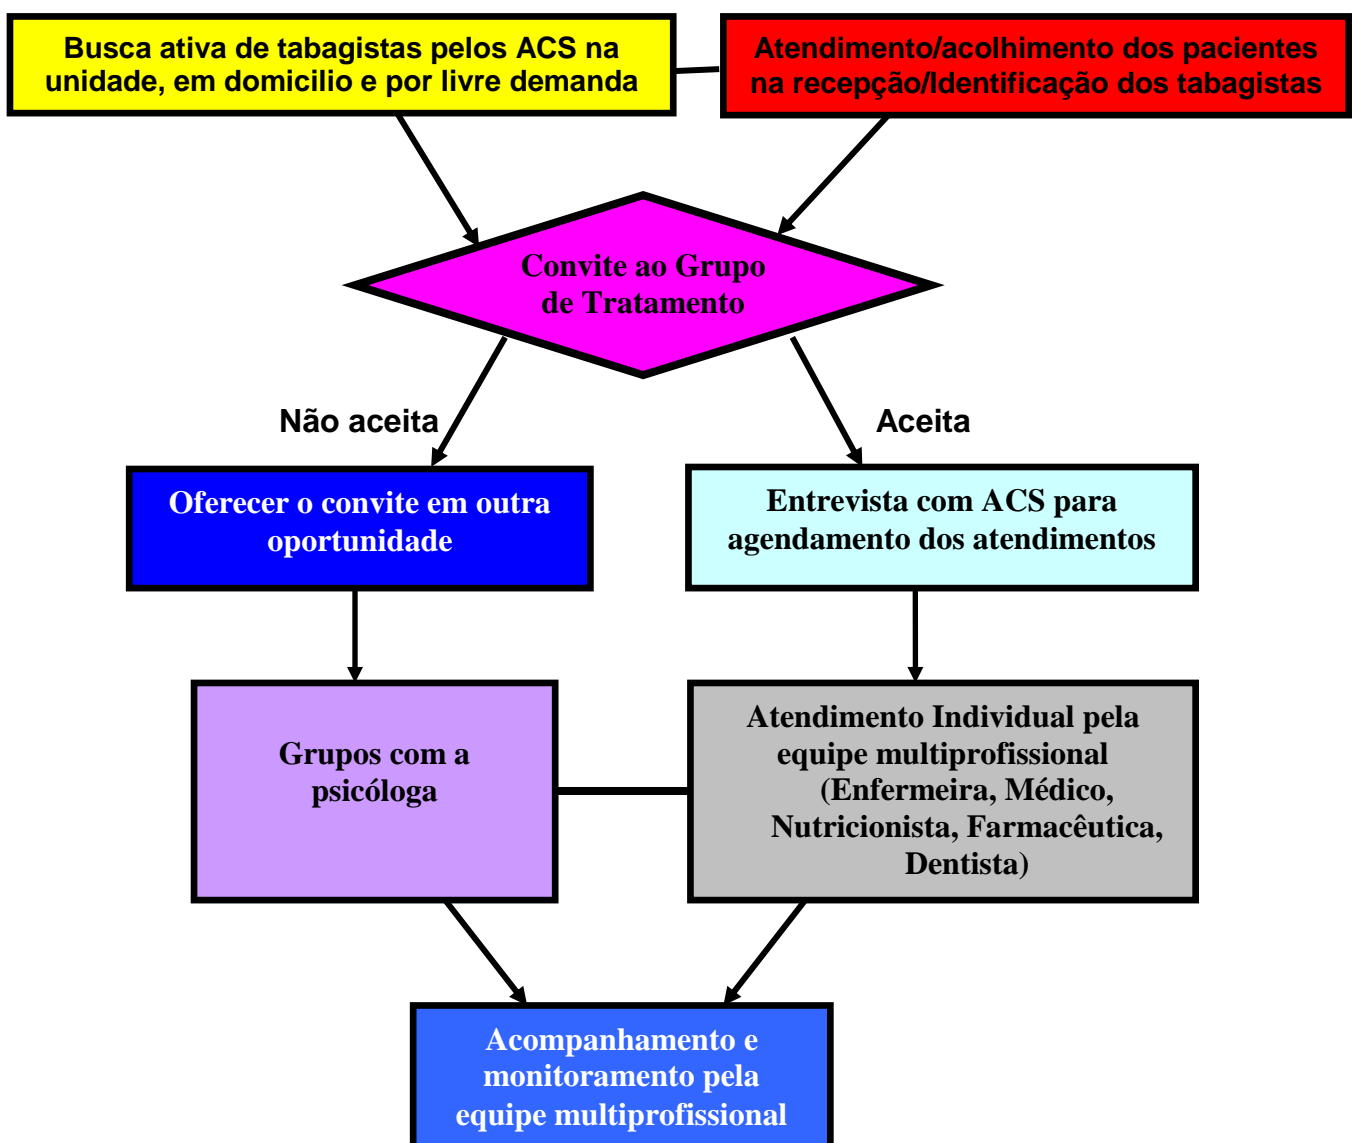 Busca ativa de tabagistas pelos ACS na
unidade, em domicilio e por livre demanda
Atendimento/acolhimento dos pacientes
na recepção/Identificação dos tabagistas
Convite ao Grupo
de Tratamento
Não aceita
Aceita
Oferecer o convite em outra
oportunidade
Entrevista com ACS para
agendamento dos atendimentos
Grupos com a
psicóloga
Atendimento Individual pela
equipe multiprofissional
(Enfermeira, Médico,
Nutricionista, Farmacêutica,
Dentista)
Acompanhamento e
monitoramento pela
equipe multiprofissional